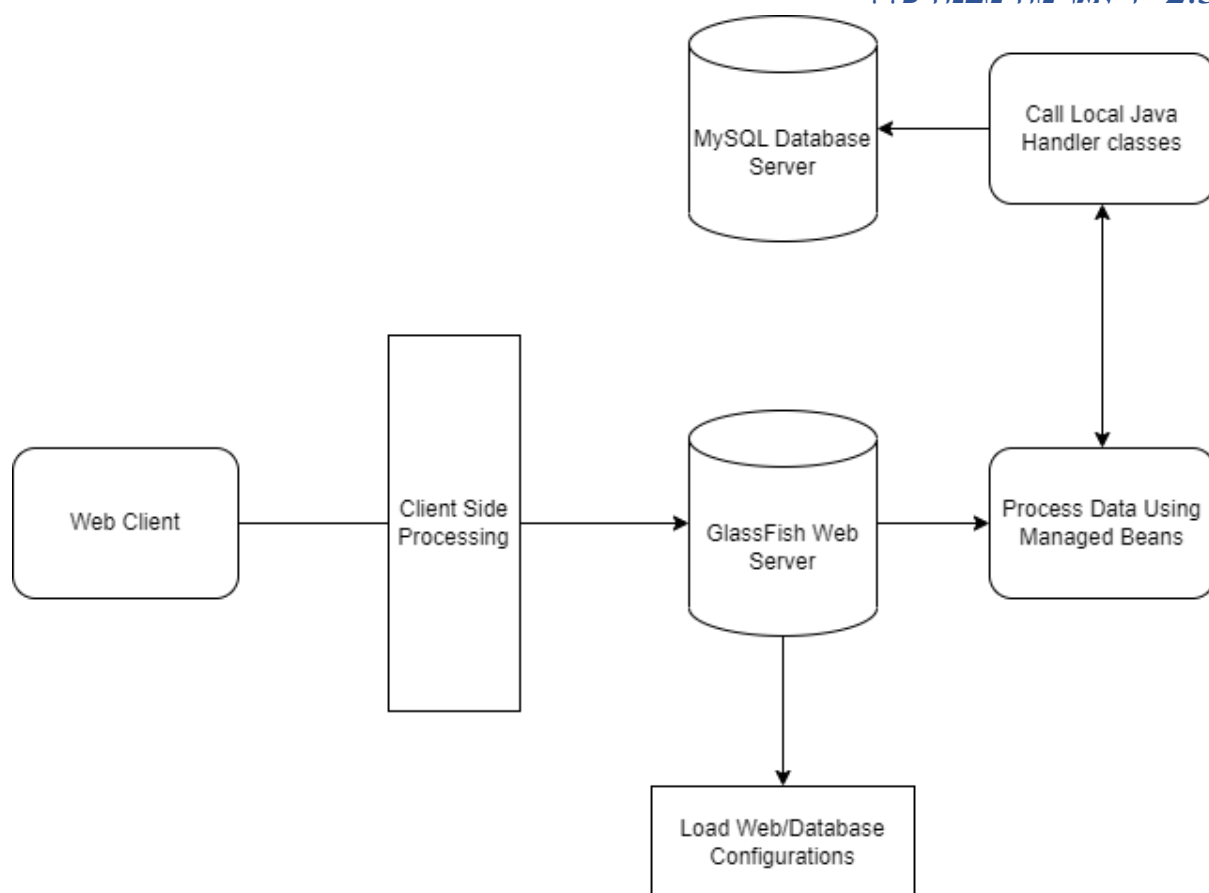 MySQL Database
Server
Call Local Java
Handler classes
Web Client
Client Side
Processing
GlassFish Web
Server
Process Data Using
Managed Beans
Load Web/Database
Configurations